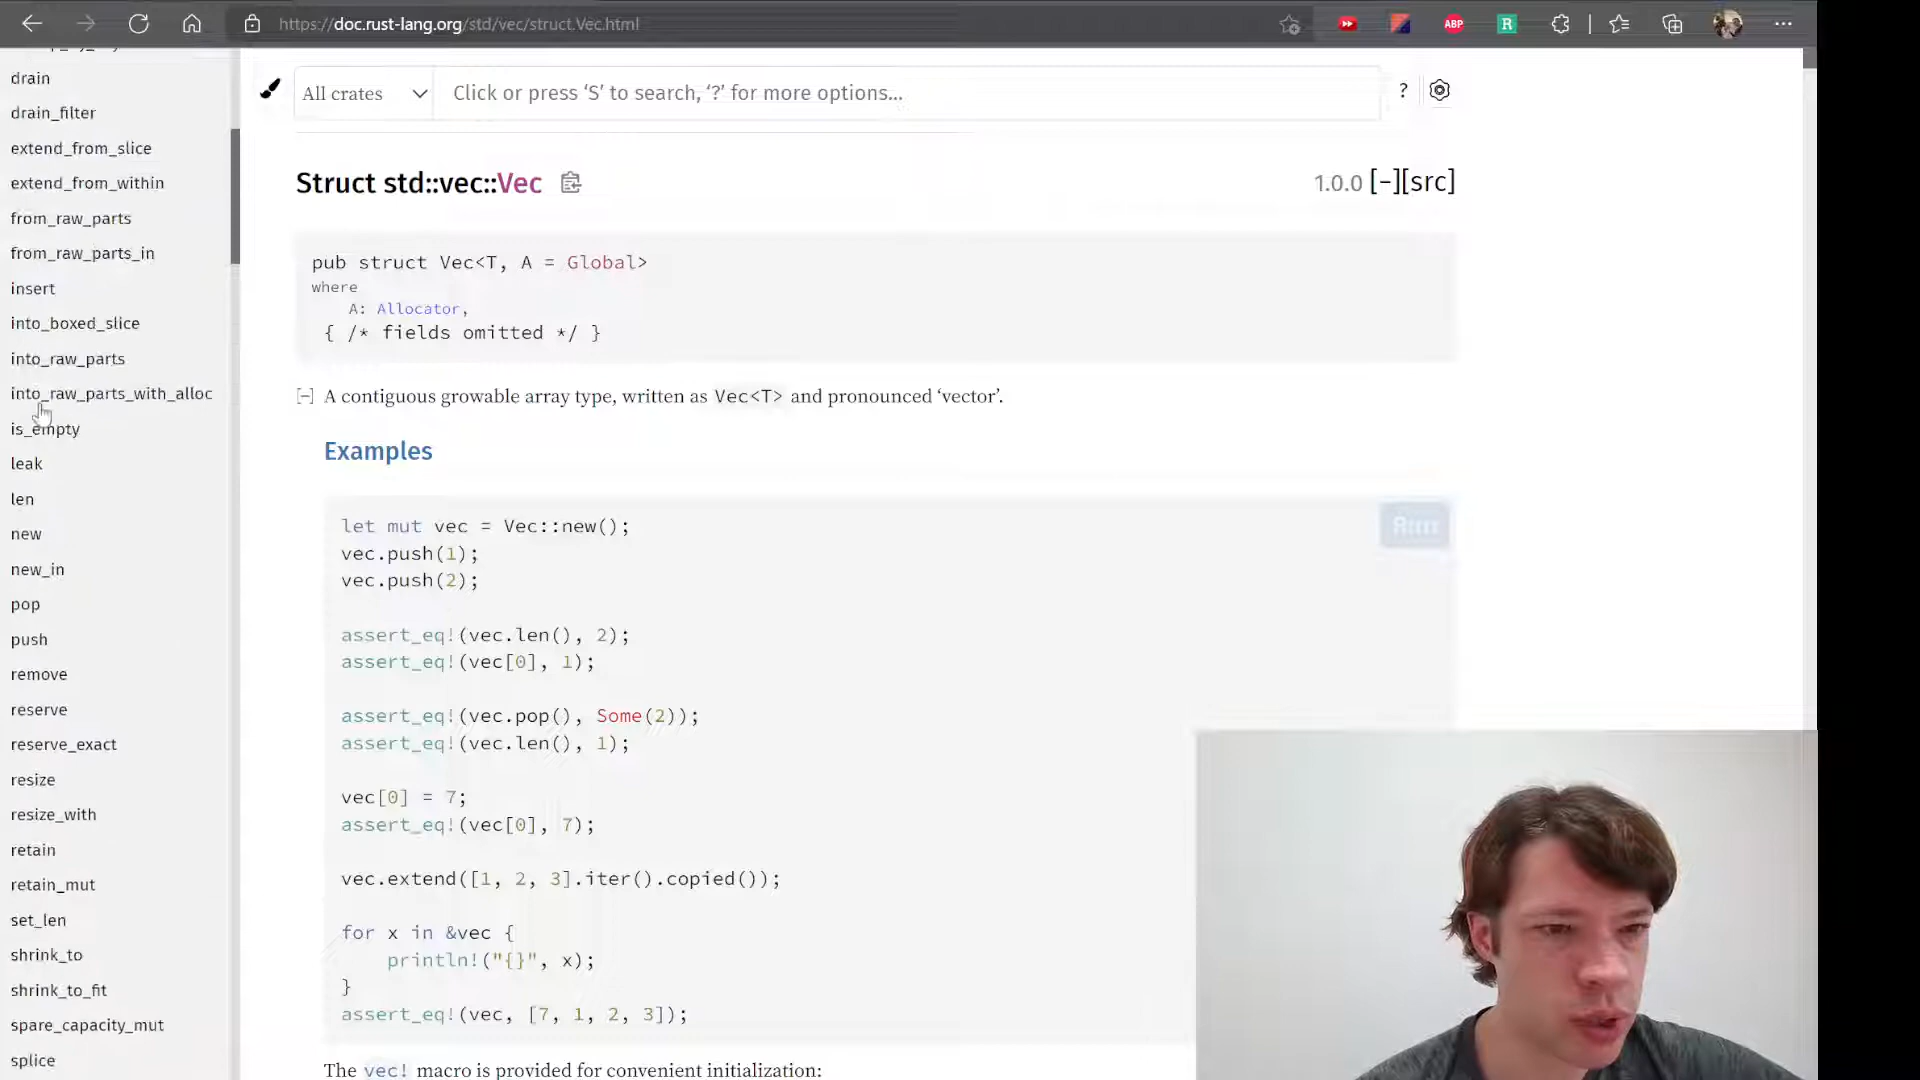 https://doc.rust-lang.org/std/vec/struct.Vec.html
ABP
R
drain
drain_filter
extend_from_slice
extend_from_within
from_raw_parts
from_raw_parts_in
insert
into_boxed_slice
into_raw_parts
into_raw_parts_with_alloc
is_empty
leak
len
new
new_in
pop
push
remove
reserve
reserve_exact
resize
resize_with
retain
retain_mut
set_len
shrink_to
shrink_to_fit
spare_capacity_mut
splice
All crates
Click or press ‘S’ to search, ‘?’ for more options…
?
Struct std::vec::Vec
1.0.0 [−][src]
pub struct Vec<T, A = Global>
where
A: Allocator,
{ /* fields omitted */ }
[−] A contiguous growable array type, written as Vec<T> and pronounced ‘vector’.
Examples
Run
let mut vec = Vec::new();
vec.push(1);
vec.push(2);
assert_eq!(vec.len(), 2);
assert_eq!(vec[0], 1);
assert_eq!(vec.pop(), Some(2));
assert_eq!(vec.len(), 1);
vec[0] = 7;
assert_eq!(vec[0], 7);
vec.extend([1, 2, 3].iter().copied());
for x in &vec {
println!("{}", x);
}
assert_eq!(vec, [7, 1, 2, 3]);
The vec! macro is provided for convenient initialization: